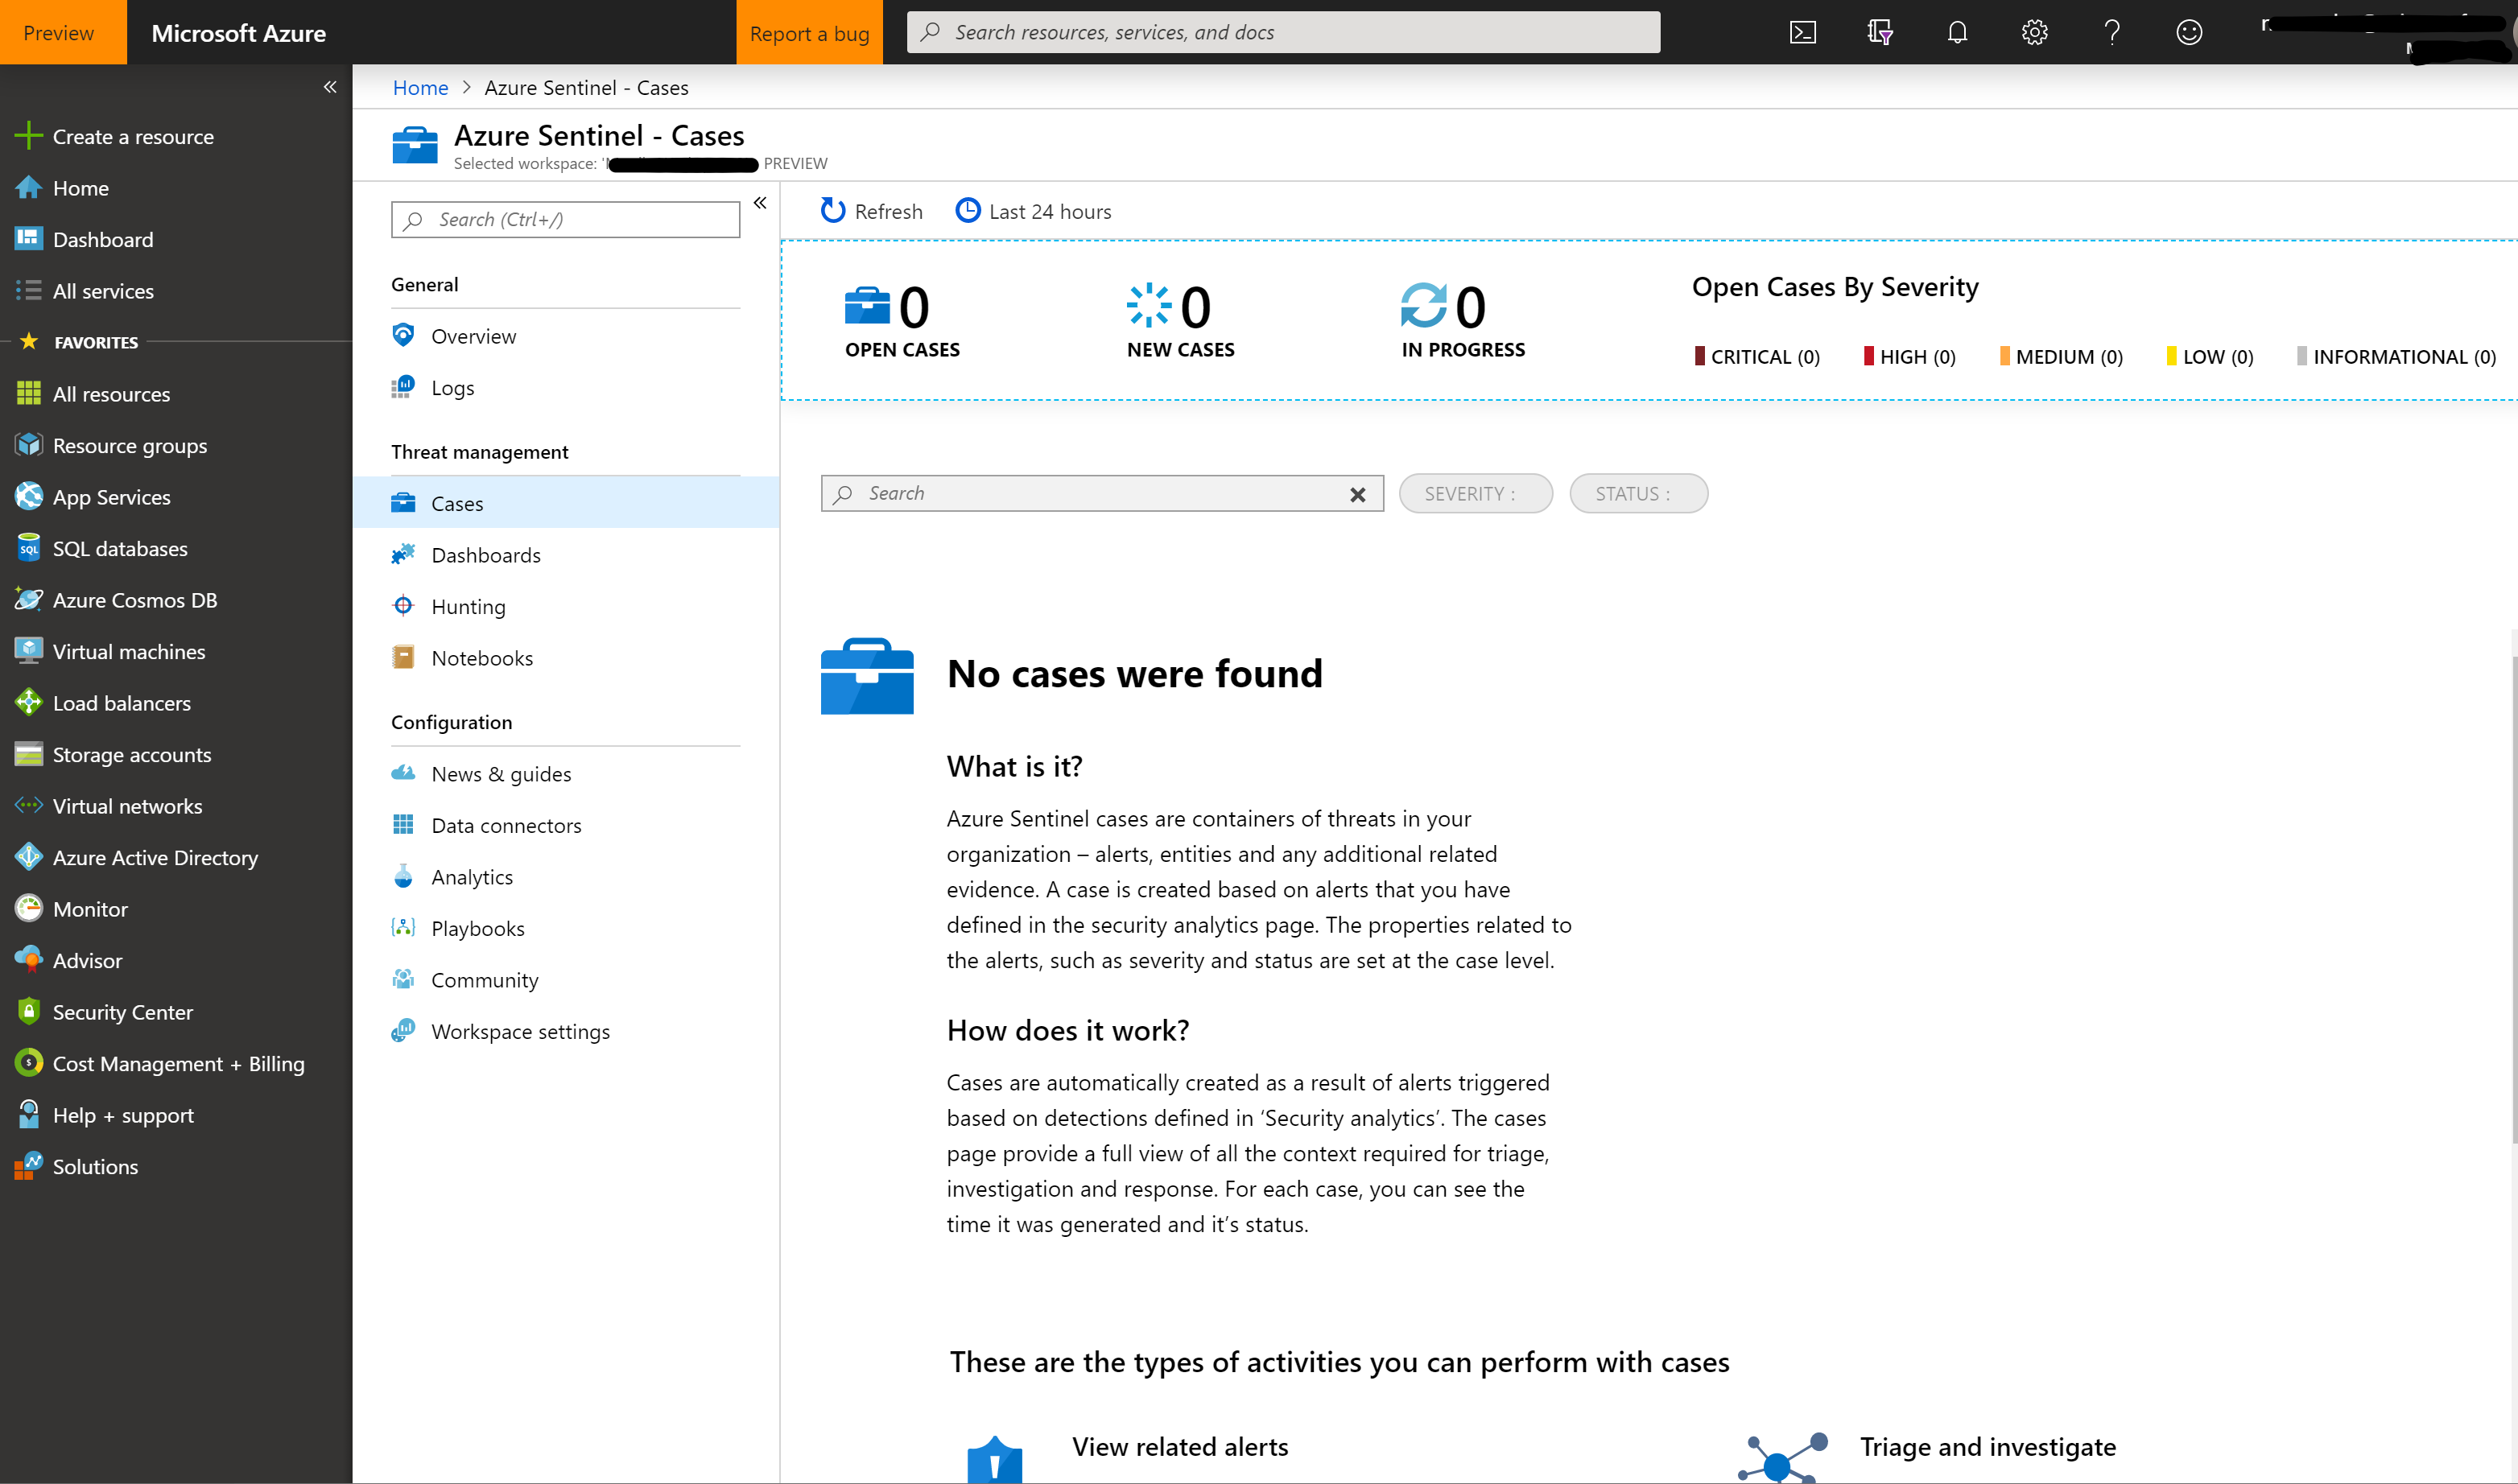 Preview
Microsoft Azure
Report a bug
Search resources, services, and docs
Create a resource
Home
Dashboard
All services
FAVORITES
All resources
Resource groups
App Services
SQL databases
Azure Cosmos DB
Virtual machines
Load balancers
Storage accounts
Virtual networks
Azure Active Directory
Monitor
Advisor
Security Center
Cost Management + Billing
Help + support
Solutions
Home > Azure Sentinel - Cases
Azure Sentinel - Cases
Selected workspace: PREVIEW
Search (Ctrl+/)
General
Overview
Logs
Threat management
Cases
Dashboards
Hunting
Notebooks
Configuration
News & guides
Data connectors
Analytics
Playbooks
Community
Workspace settings
Refresh
Last 24 hours
0
OPEN CASES
0
NEW CASES
0
IN PROGRESS
Open Cases By Severity
CRITICAL (0)
HIGH (0)
MEDIUM (0)
LOW (0)
INFORMATIONAL (0)
Search
SEVERITY :
STATUS :
No cases were found
What is it?
Azure Sentinel cases are containers of threats in your
organization – alerts, entities and any additional related
evidence. A case is created based on alerts that you have
defined in the security analytics page. The properties related to
the alerts, such as severity and status are set at the case level.
How does it work?
Cases are automatically created as a result of alerts triggered
based on detections defined in ‘Security analytics’. The cases
page provide a full view of all the context required for triage,
investigation and response. For each case, you can see the
time it was generated and it’s status.
These are the types of activities you can perform with cases
View related alerts
Triage and investigate